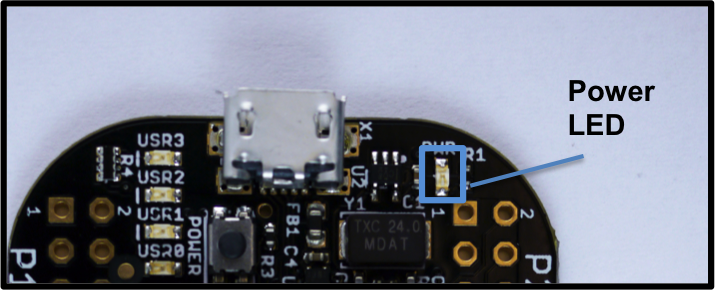 Power
LED
USR3
X1
PWR
R1
R4
USR2
U2
1
2
USR1
Y1
C1
1
2
POWER
FB1
TXC 24.0
MDAT
USR0
R3
C4
P1